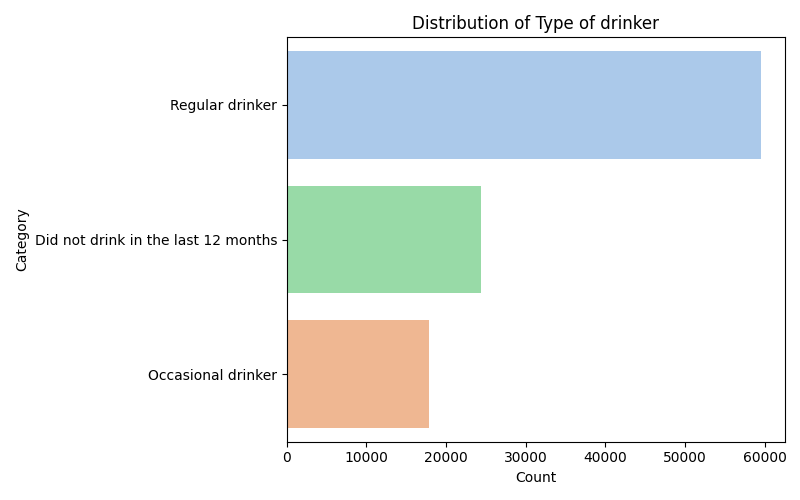 Distribution of Type of drinker
Category
Regular drinker
Did not drink in the last 12 months
Occasional drinker
0 10000 20000 30000 40000 50000 60000
Count